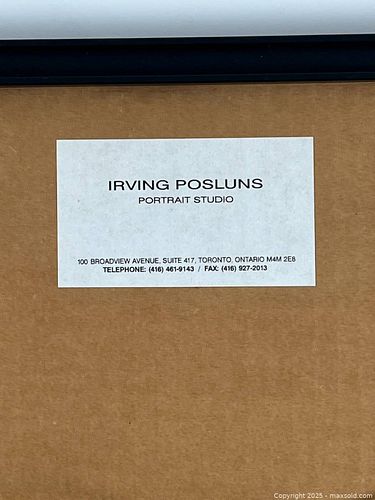 IRVING POSLUNS
PORTRAIT STUDIO
100 BROADVIEW AVENUE, SUITE 417, TORONTO, ONTARIO M4M 2E8
TELEPHONE: (416) 461-9143 / FAX: (416) 927-2013
Copyright 2025 - maxsold.com